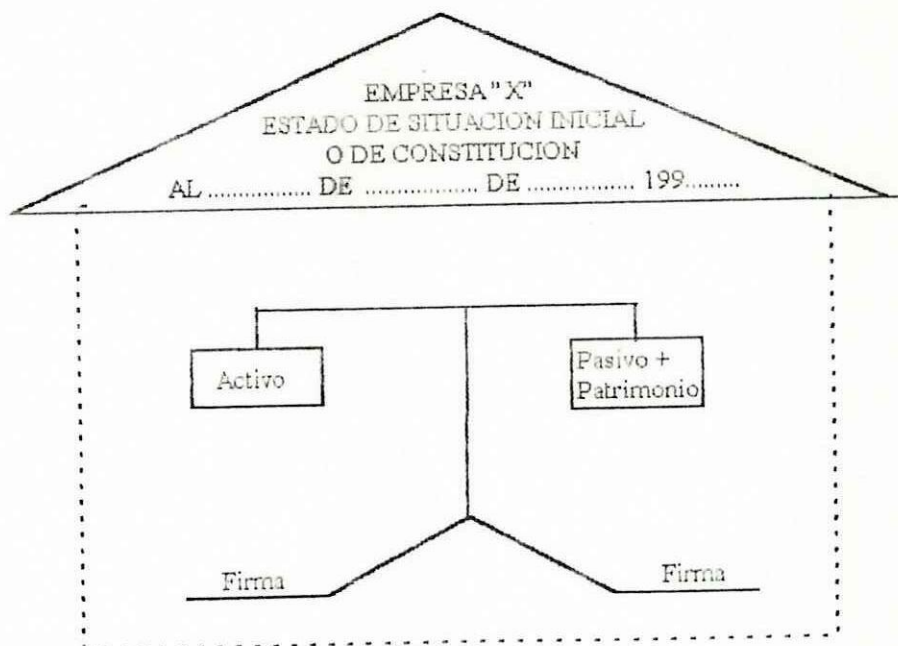 EMPRESA "X"
ESTADO DE SITUACION INICIAL
O DE CONSTITUCION
AL ................ DE ................. DE ................ 199........
Activo
Pasivo +
Patrimonio
Firma
Firma